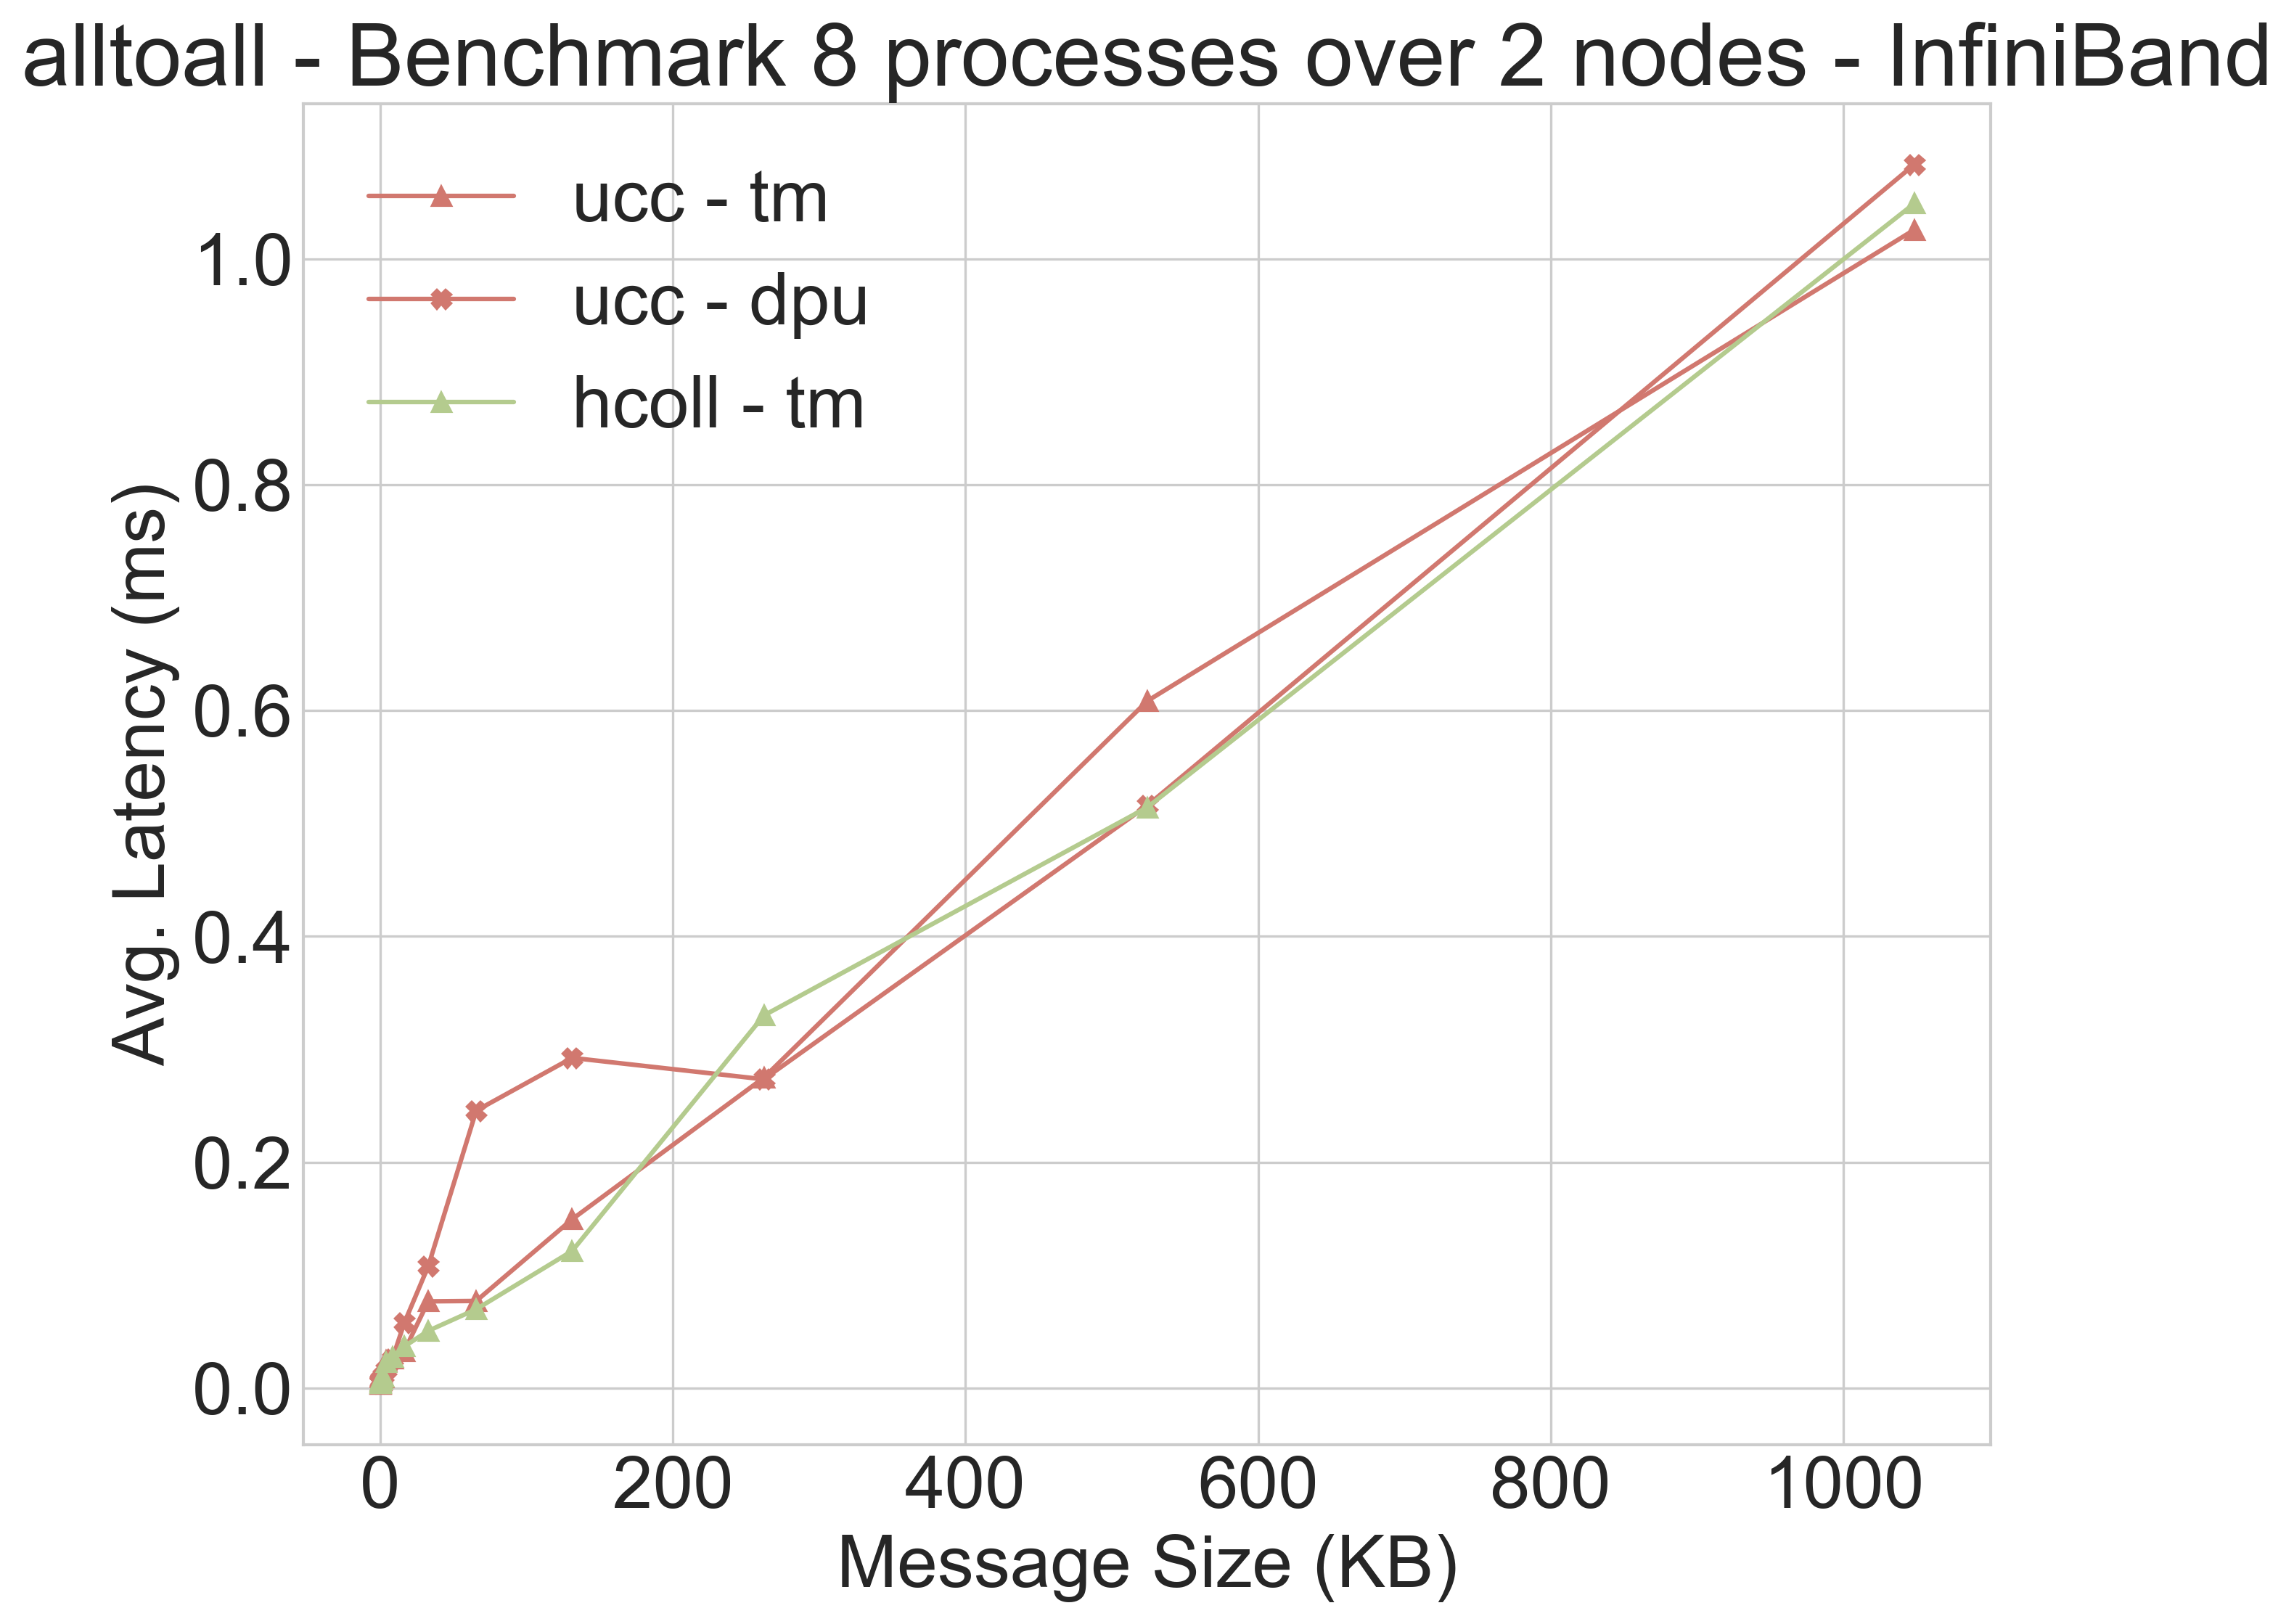 alltoall - Benchmark 8 processes over 2 nodes - InfiniBand
ucc - tm
ucc - dpu
hcoll - tm
Avg. Latency (ms)
1.0
0.8
0.6
0.4
0.2
0.0
0 200 400 600 800 1000
Message Size (KB)